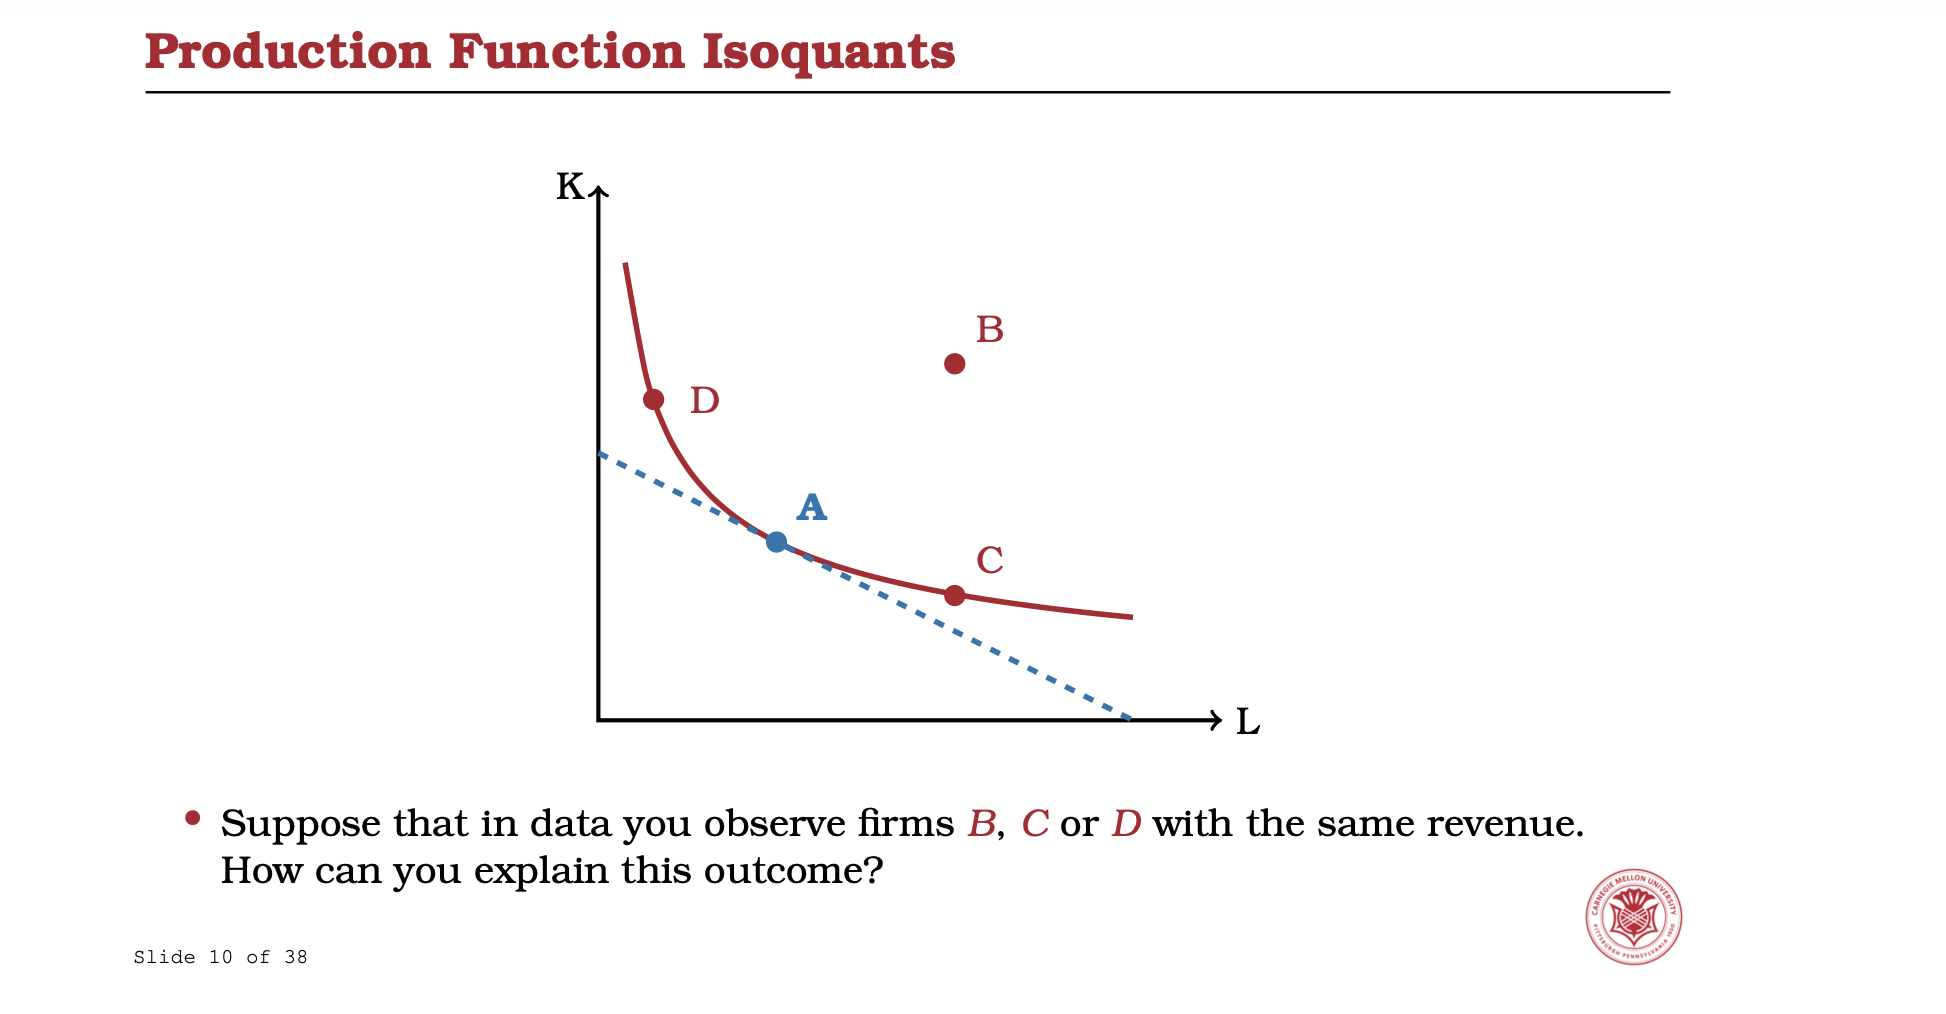 Production Function Isoquants
K
B
D
A
C
L
• Suppose that in data you observe firms B, C or D with the same revenue.
How can you explain this outcome?
CARNEGIE MELLON UNIVERSITY
PITTSBURGH PENNSYLVANIA 1900
Slide 10 of 38